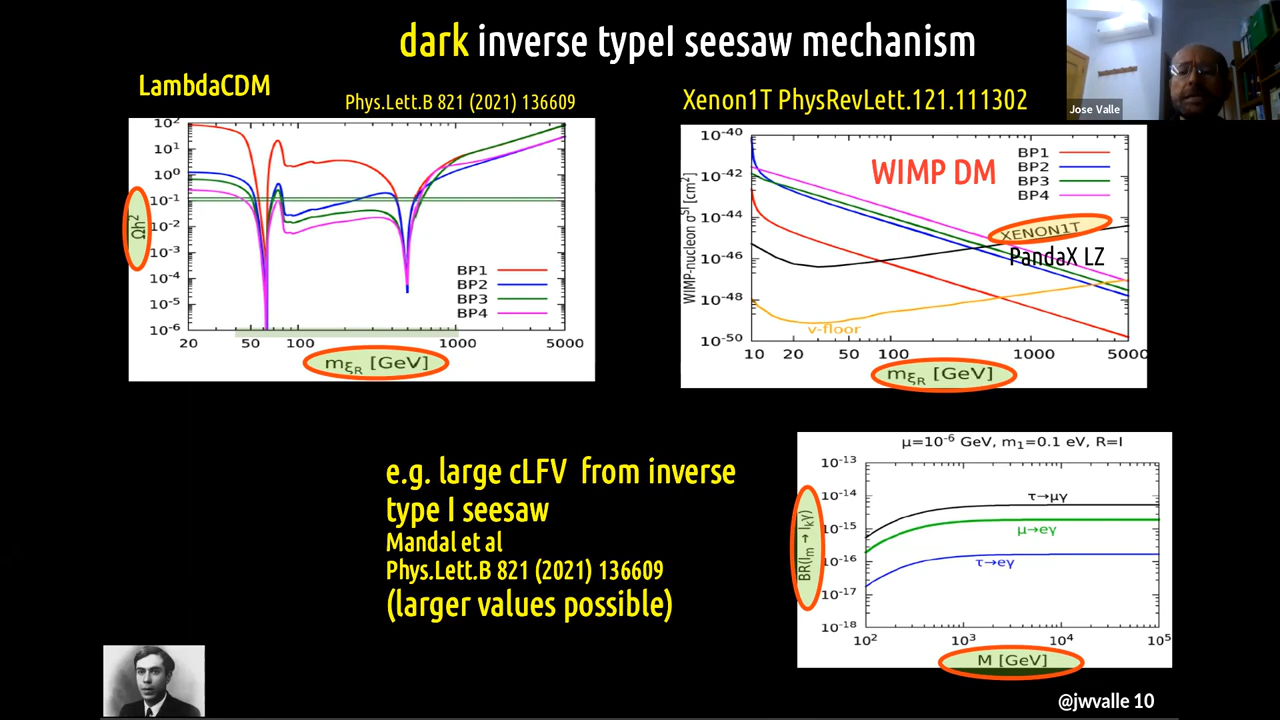 dark inverse typeI seesaw mechanism
LambdaCDM
Phys.Lett.B 821 (2021) 136609
Xenon1T PhysRevLett.121.111302
Jose Valle
10²
10¹
10⁰
10⁻¹
10⁻²
10⁻³
10⁻⁴
10⁻⁵
10⁻⁶
Ωh²
BP1
BP2
BP3
BP4
20 50 100 1000 5000
mξR [GeV]
10⁻⁴⁰
10⁻⁴²
10⁻⁴⁴
10⁻⁴⁶
10⁻⁴⁸
10⁻⁵⁰
WIMP-nucleon σSI [cm²]
WIMP DM
BP1
BP2
BP3
BP4
XENON1T
PandaX LZ
ν-floor
10 20 50 100 1000 5000
mξR [GeV]
e.g. large cLFV from inverse
type I seesaw
Mandal et al
Phys.Lett.B 821 (2021) 136609
(larger values possible)
μ=10⁻⁶ GeV, m₁=0.1 eV, R=I
10⁻¹³
10⁻¹⁴
10⁻¹⁵
10⁻¹⁶
10⁻¹⁷
10⁻¹⁸
BR(lm → lkγ)
τ→μγ
μ→eγ
τ→eγ
10² 10³ 10⁴ 10⁵
M [GeV]
@jwvalle 10